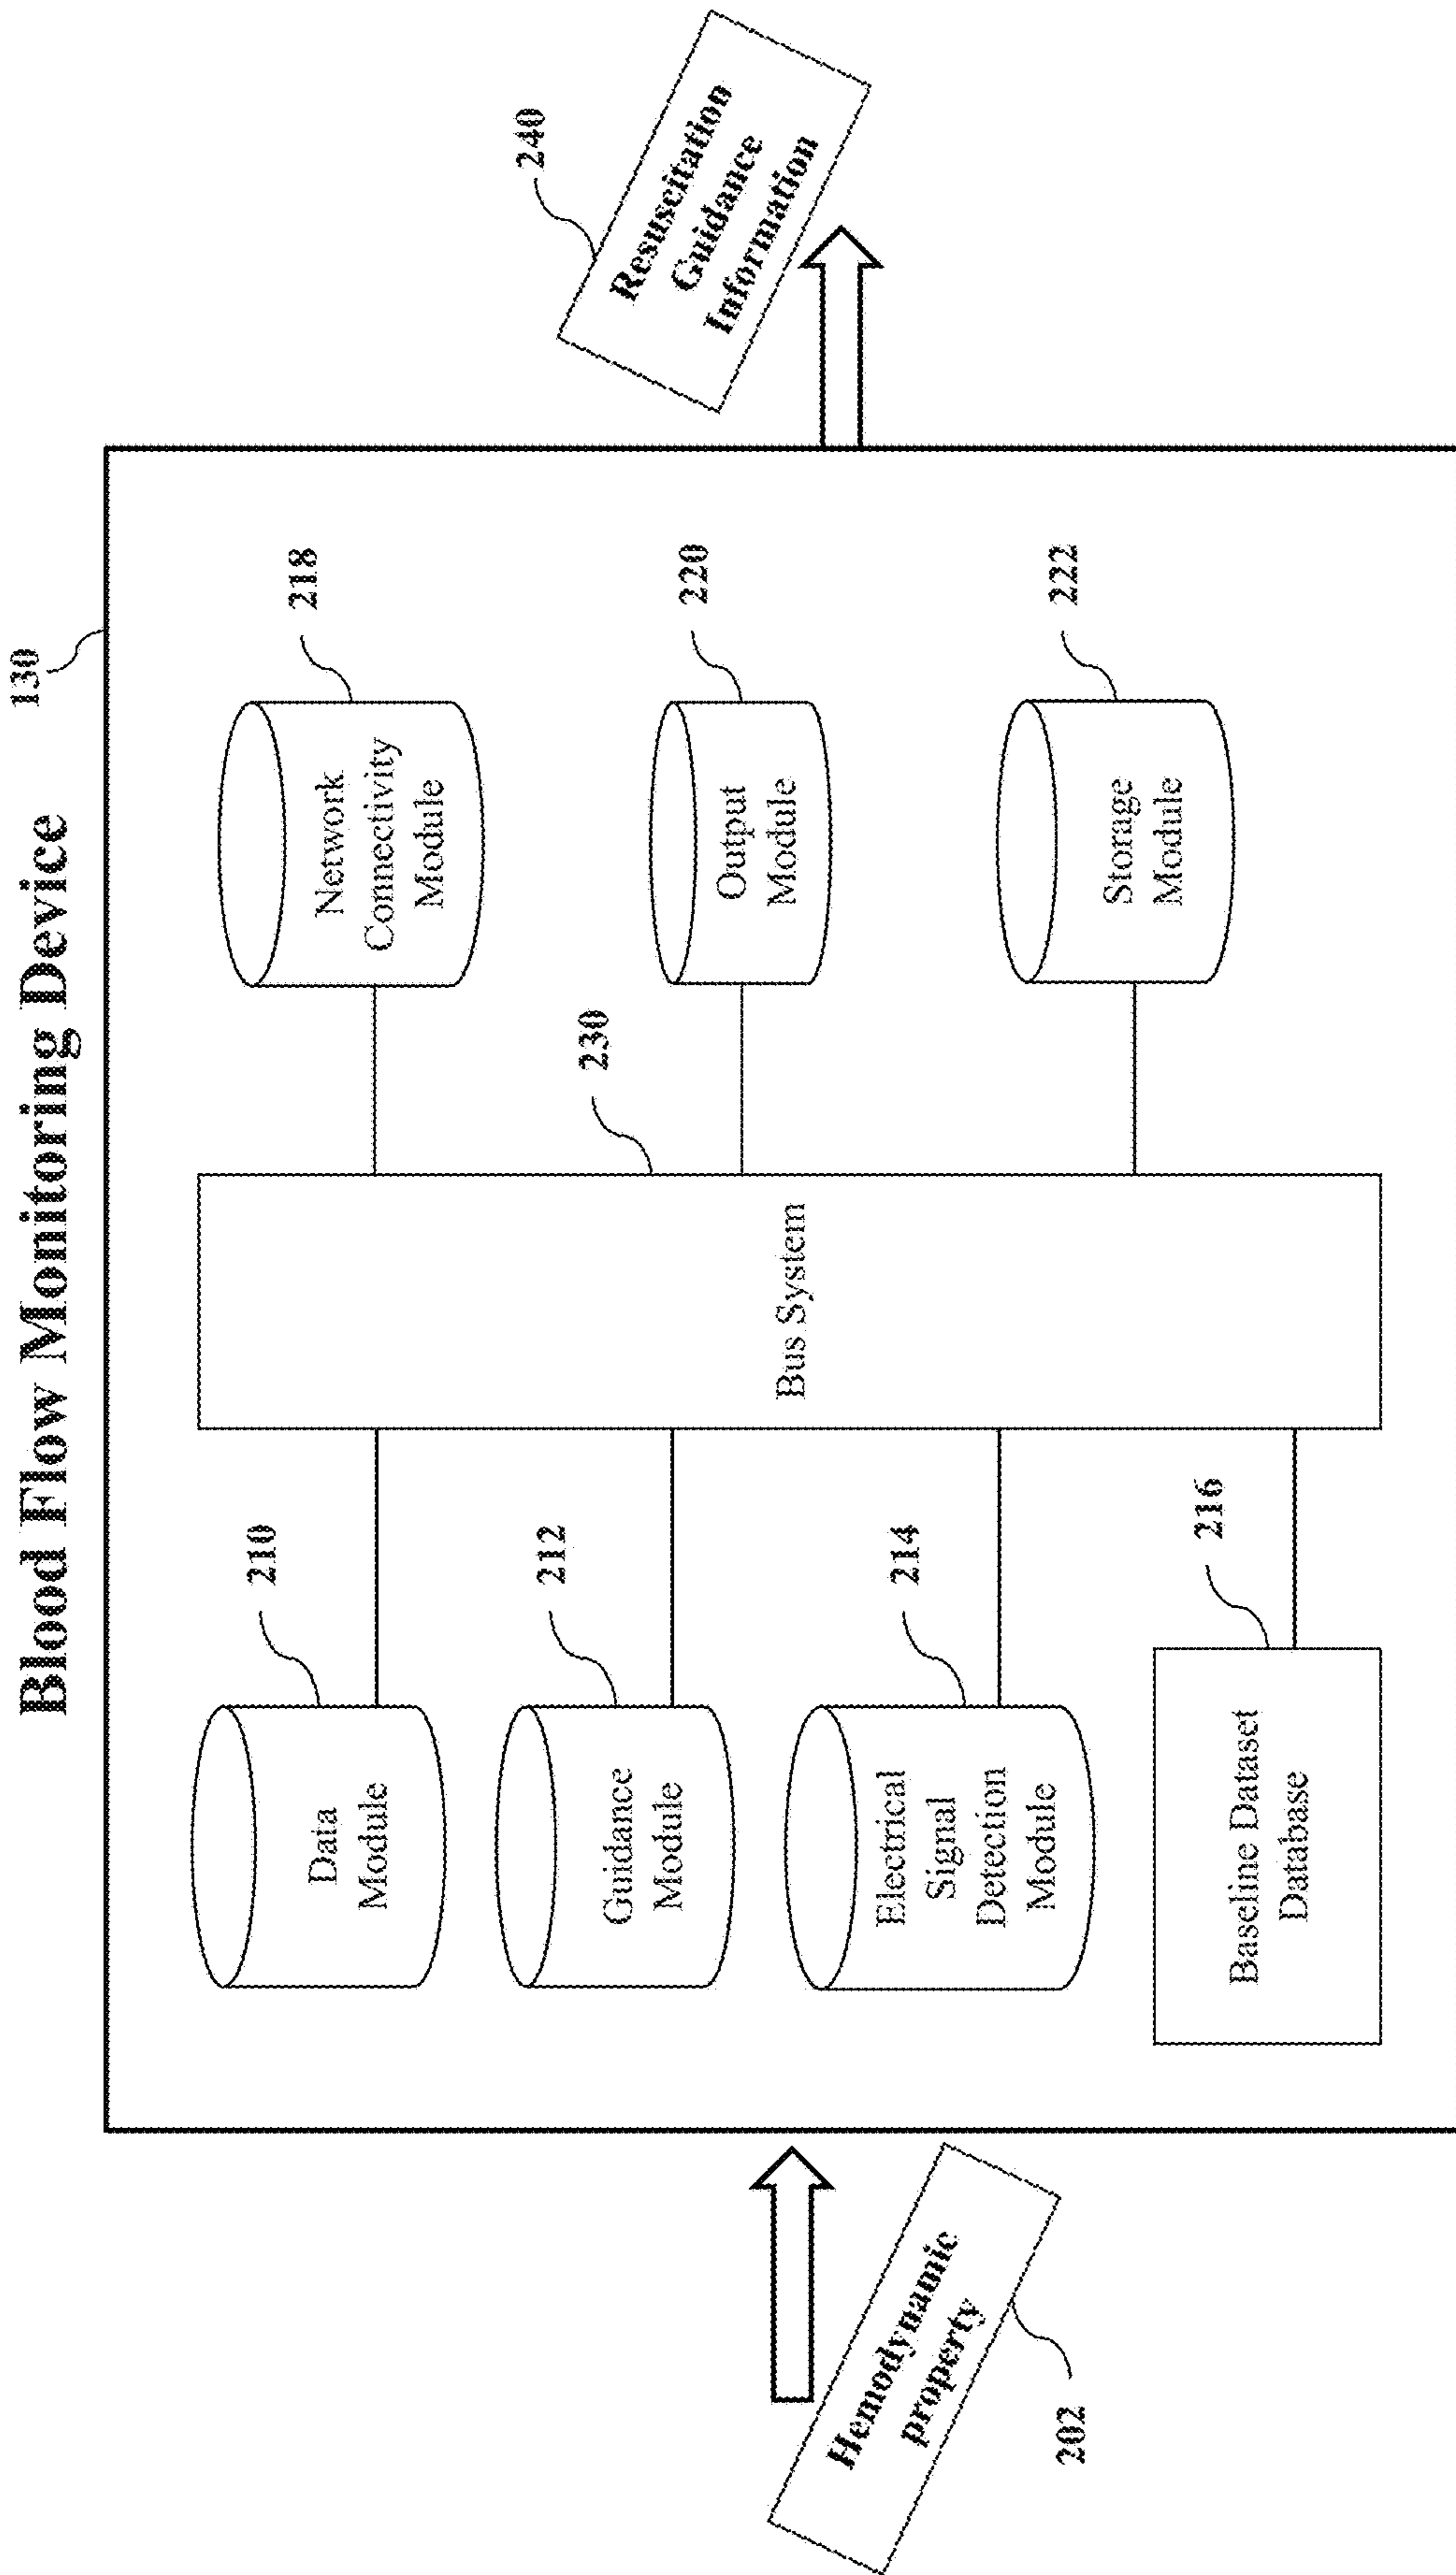 Blood Flow Monitoring Device
130
240
Resuscitation
Guidance
Information
210
Data
Module
212
Guidance
Module
214
Electrical
Signal
Detection
Module
216
Baseline Dataset
Database
230
Bus System
218
Network
Connectivity
Module
220
Output
Module
222
Storage
Module
Hemodynamic
property
202